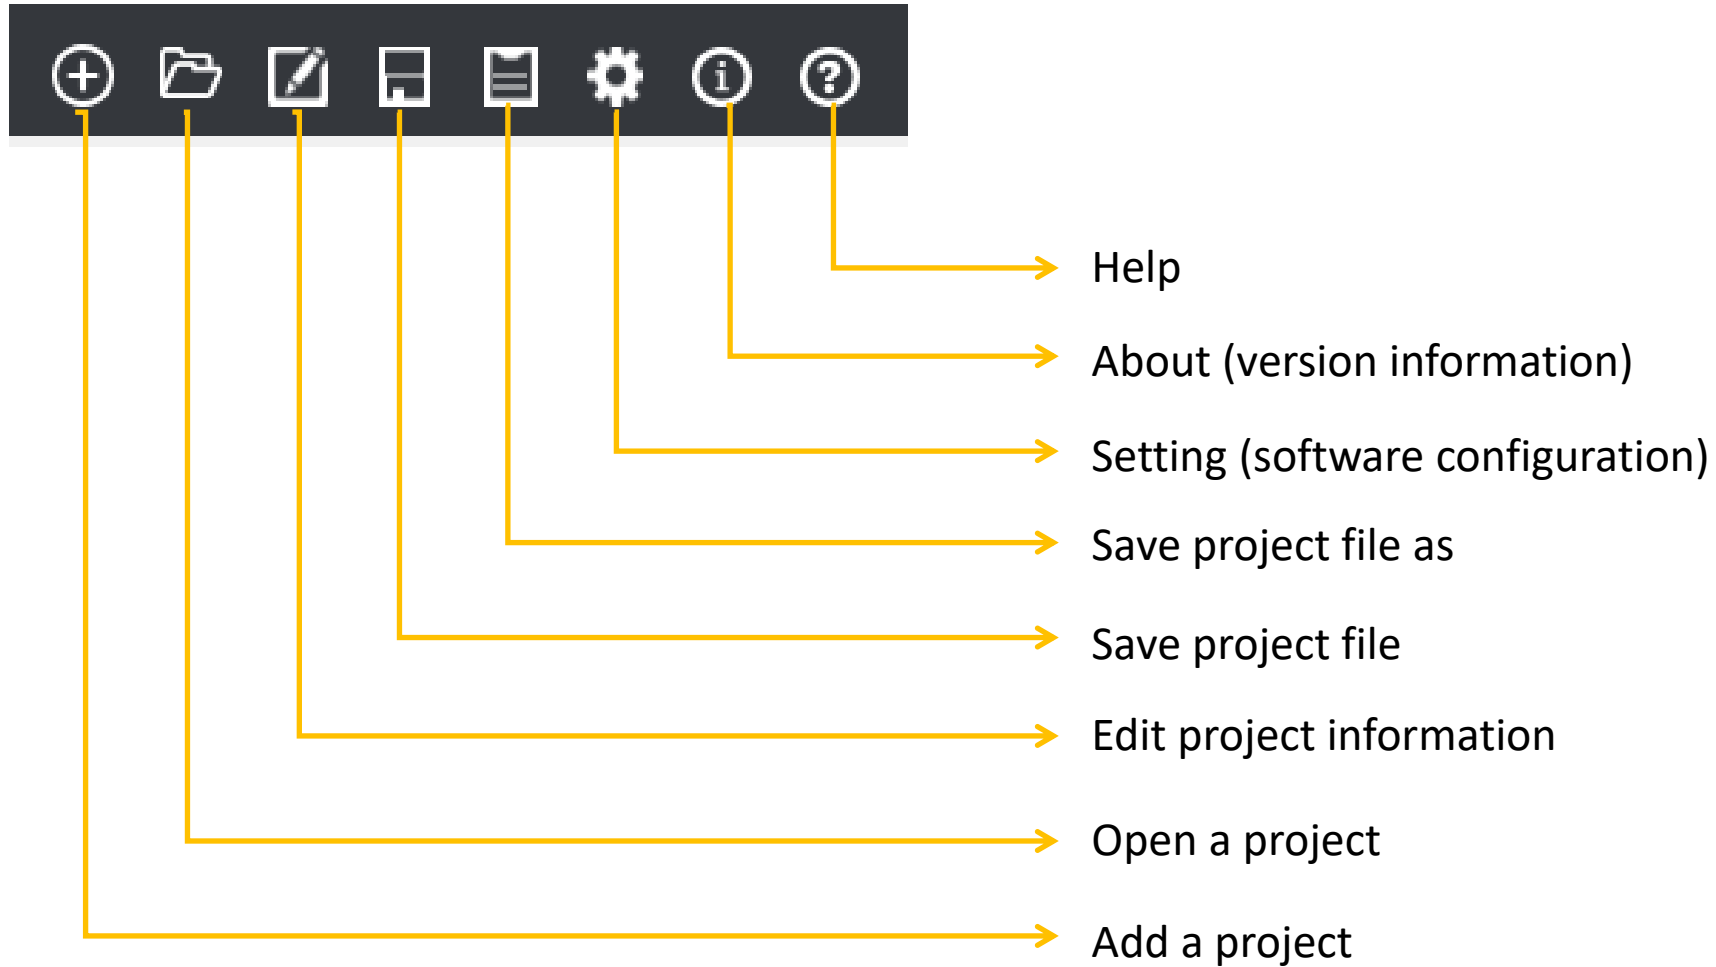 Help
About (version information)
Setting (software configuration)
Save project file as
Save project file
Edit project information
Open a project
Add a project